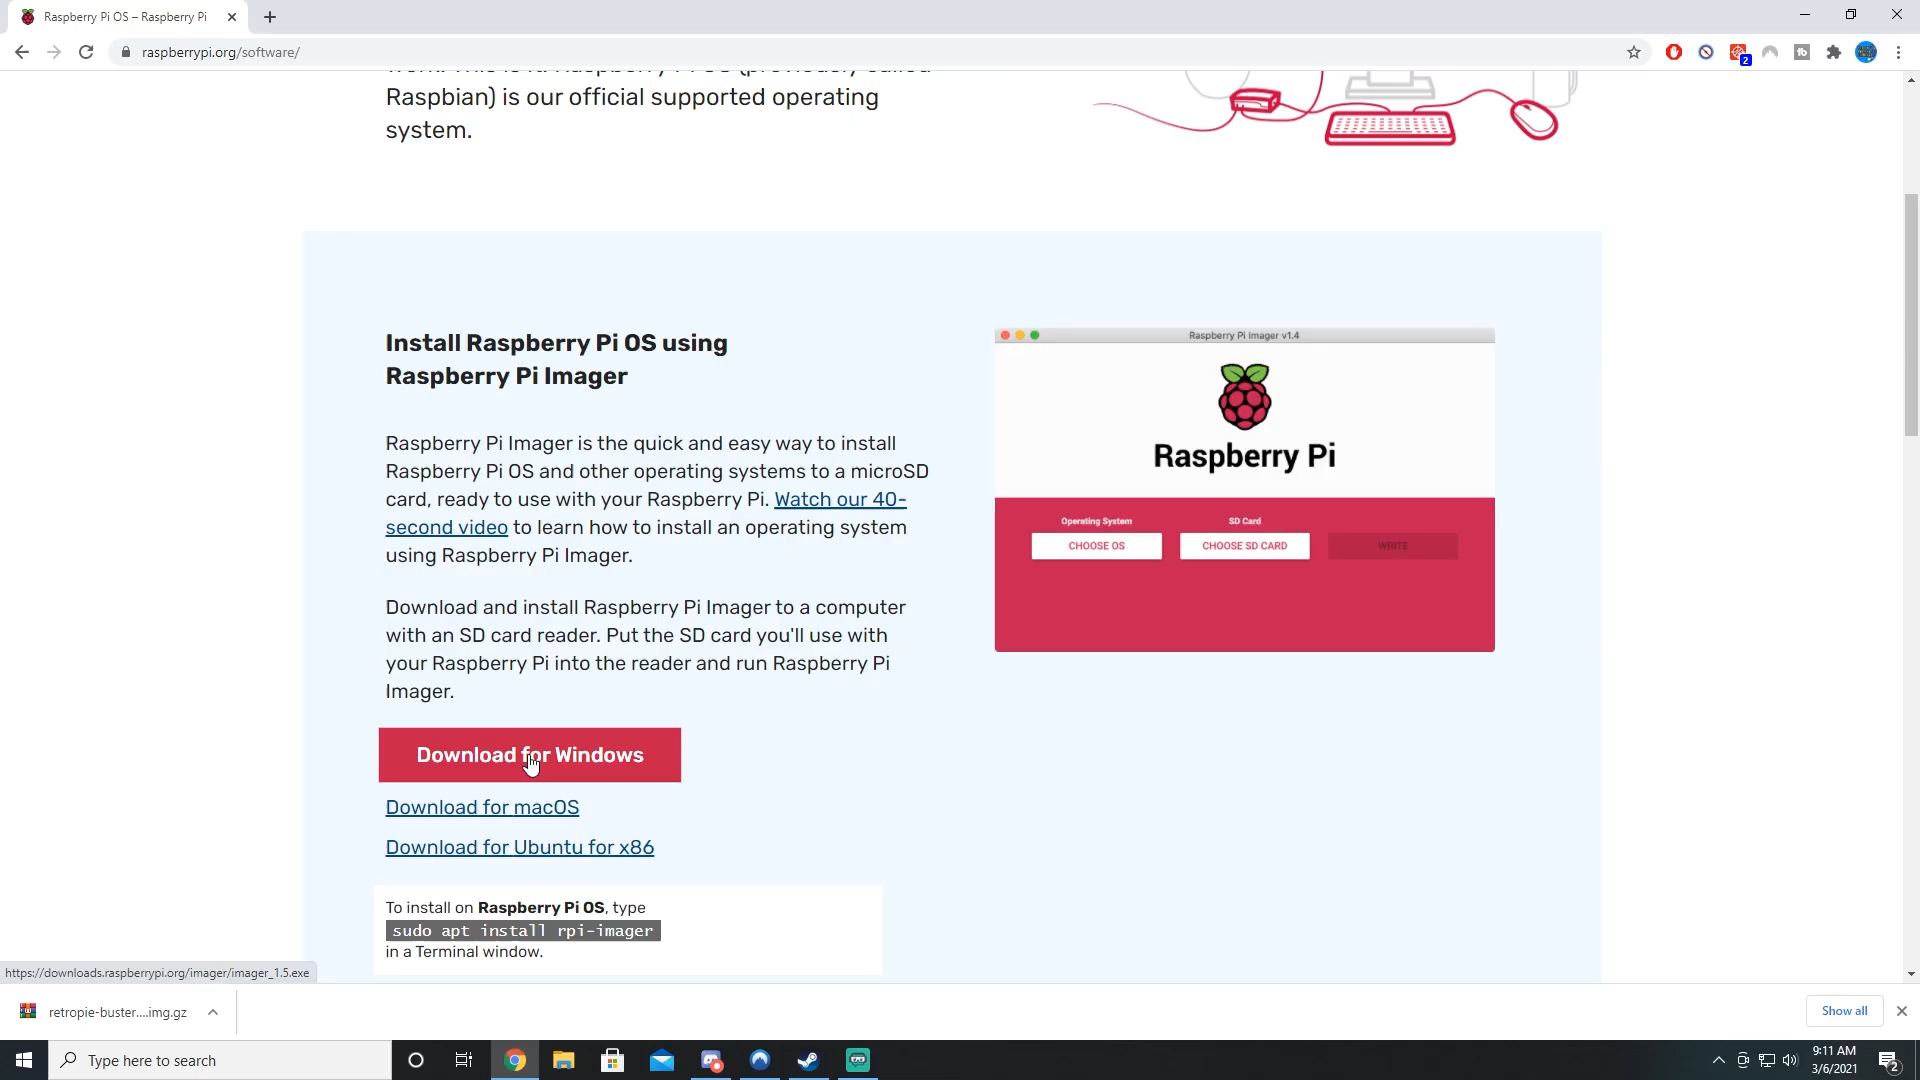 Raspberry Pi OS – Raspberry Pi
raspberrypi.org/software/
2
Raspbian) is our official supported operating
system.
Install Raspberry Pi OS using
Raspberry Pi Imager
Raspberry Pi Imager is the quick and easy way to install
Raspberry Pi OS and other operating systems to a microSD
card, ready to use with your Raspberry Pi. Watch our 40-
second video to learn how to install an operating system
using Raspberry Pi Imager.
Download and install Raspberry Pi Imager to a computer
with an SD card reader. Put the SD card you'll use with
your Raspberry Pi into the reader and run Raspberry Pi
Imager.
Download for Windows
Download for macOS
Download for Ubuntu for x86
To install on Raspberry Pi OS, type
sudo apt install rpi-imager
in a Terminal window.
Raspberry Pi Imager v1.4
Raspberry Pi
Operating System
SD Card
CHOOSE OS
CHOOSE SD CARD
WRITE
https://downloads.raspberrypi.org/imager/imager_1.5.exe
retropie-buster....img.gz
Show all
Type here to search
9:11 AM
3/6/2021
2